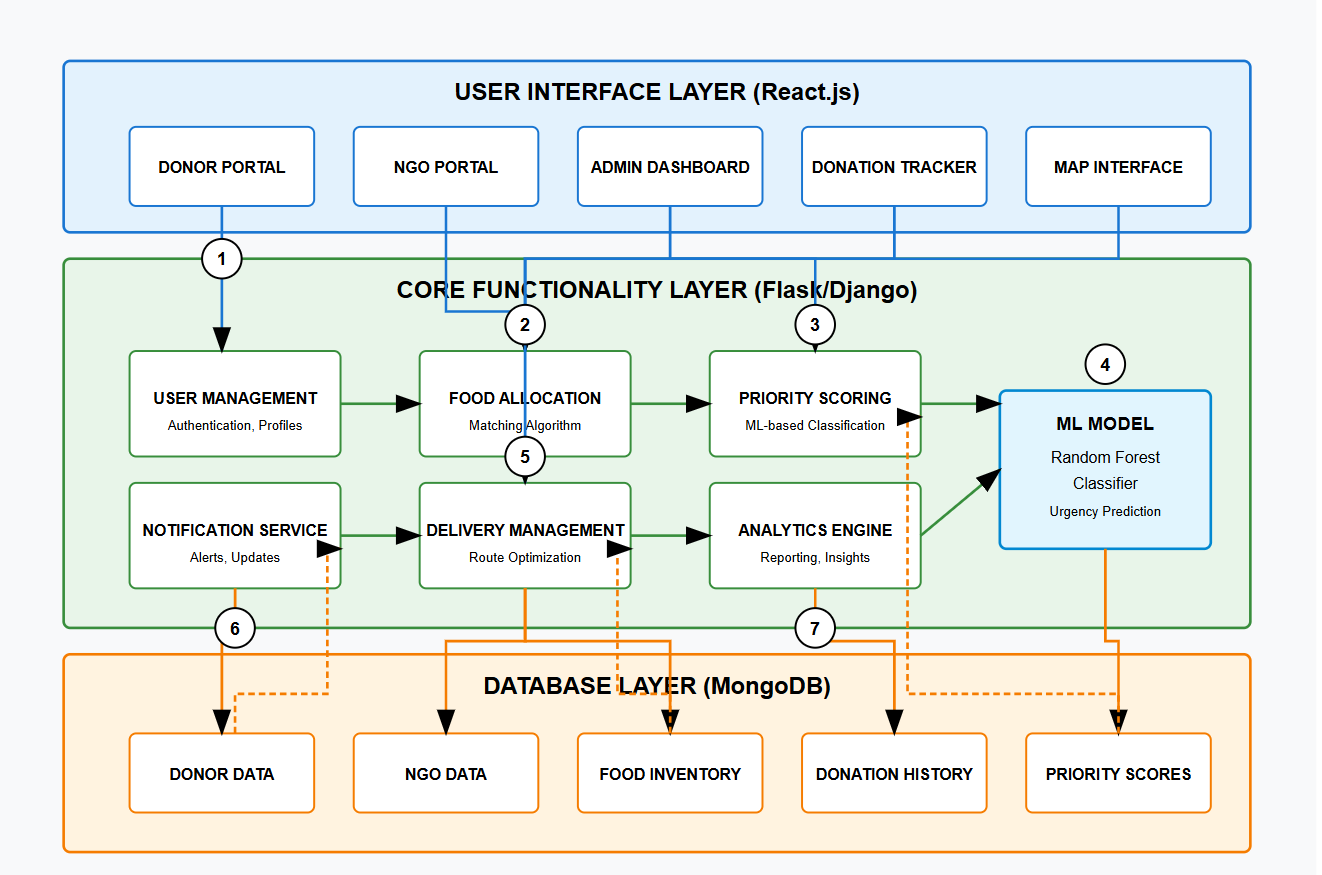 USER INTERFACE LAYER (React.js)
DONOR PORTAL
NGO PORTAL
ADMIN DASHBOARD
DONATION TRACKER
MAP INTERFACE
1
CORE FUNCTIONALITY LAYER (Flask/Django)
2
3
4
USER MANAGEMENT
Authentication, Profiles
FOOD ALLOCATION
Matching Algorithm
PRIORITY SCORING
ML-based Classification
ML MODEL
Random Forest
Classifier
Urgency Prediction
5
NOTIFICATION SERVICE
Alerts, Updates
DELIVERY MANAGEMENT
Route Optimization
ANALYTICS ENGINE
Reporting, Insights
6
7
DATABASE LAYER (MongoDB)
DONOR DATA
NGO DATA
FOOD INVENTORY
DONATION HISTORY
PRIORITY SCORES